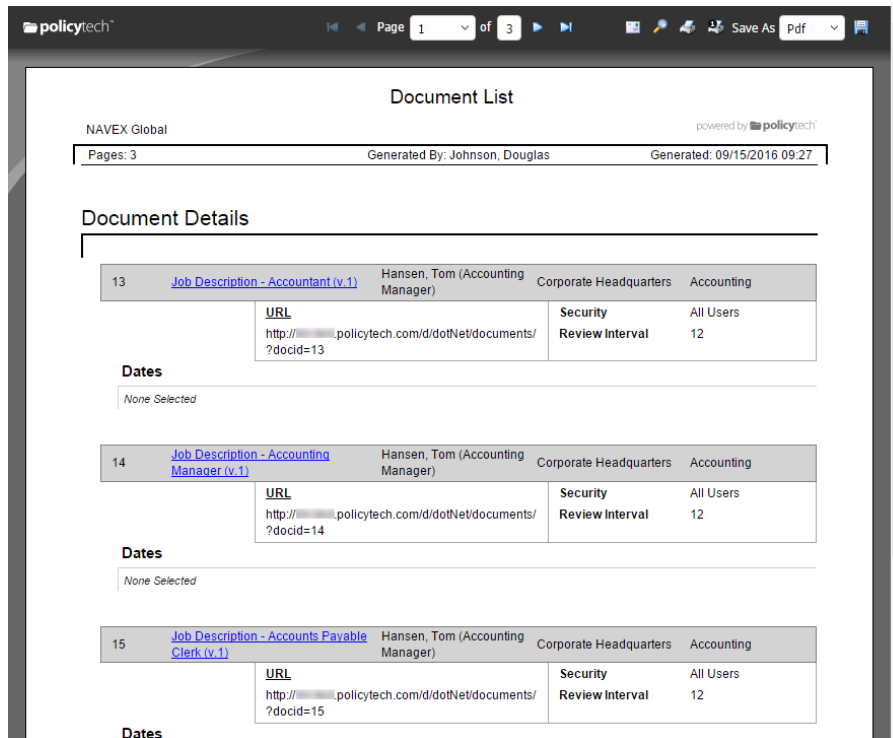 policytech Page 1 of 3 Save As Pdf
Document List
NAVEX Global powered by policytech
Pages: 3 Generated By: Johnson, Douglas Generated: 09/15/2016 09:27
Document Details
13 Job Description - Accountant (v.1) Hansen, Tom (Accounting Manager) Corporate Headquarters Accounting
URL Security All Users
http:// .policytech.com/d/dotNet/documents/ Review Interval 12
?docid=13
Dates
None Selected
14 Job Description - Accounting Manager (v.1) Hansen, Tom (Accounting Manager) Corporate Headquarters Accounting
URL Security All Users
http:// .policytech.com/d/dotNet/documents/ Review Interval 12
?docid=14
Dates
None Selected
15 Job Description - Accounts Payable Clerk (v.1) Hansen, Tom (Accounting Manager) Corporate Headquarters Accounting
URL Security All Users
http:// .policytech.com/d/dotNet/documents/ Review Interval 12
?docid=15
Dates